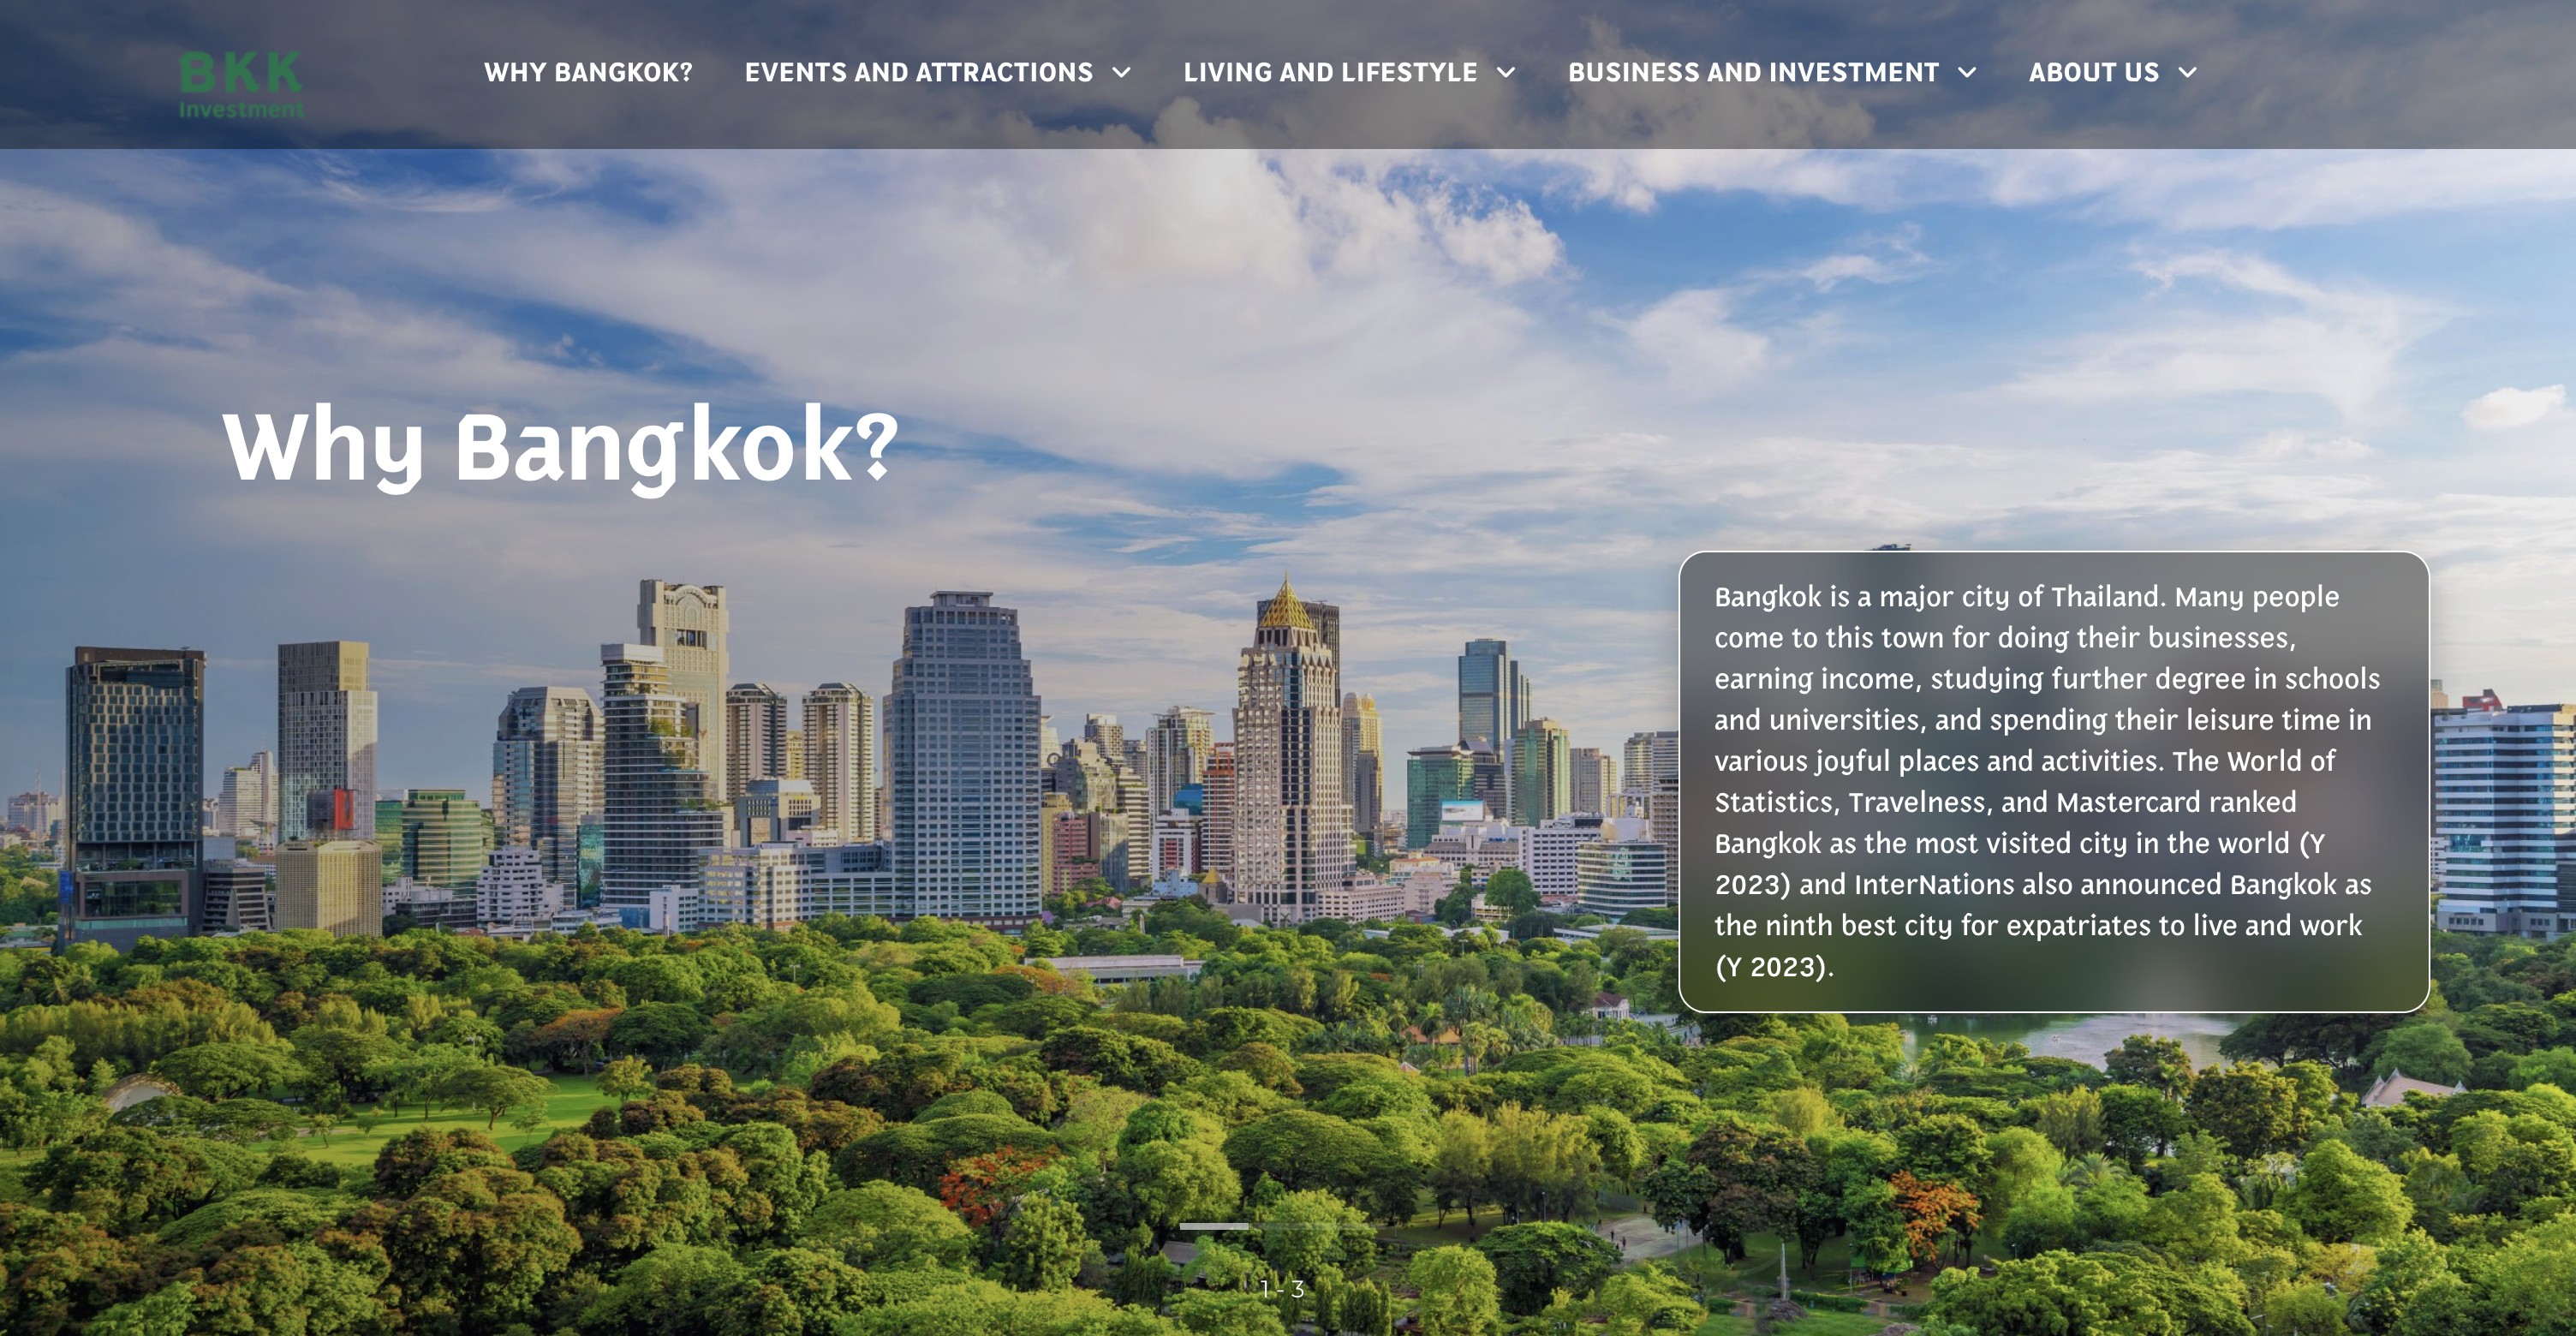 BKK
Investment
WHY BANGKOK?
EVENTS AND ATTRACTIONS
LIVING AND LIFESTYLE
BUSINESS AND INVESTMENT
ABOUT US
Why Bangkok?
Bangkok is a major city of Thailand. Many people
come to this town for doing their businesses,
earning income, studying further degree in schools
and universities, and spending their leisure time in
various joyful places and activities. The World of
Statistics, Travelness, and Mastercard ranked
Bangkok as the most visited city in the world (Y
2023) and InterNations also announced Bangkok as
the ninth best city for expatriates to live and work
(Y 2023).
1 - 3